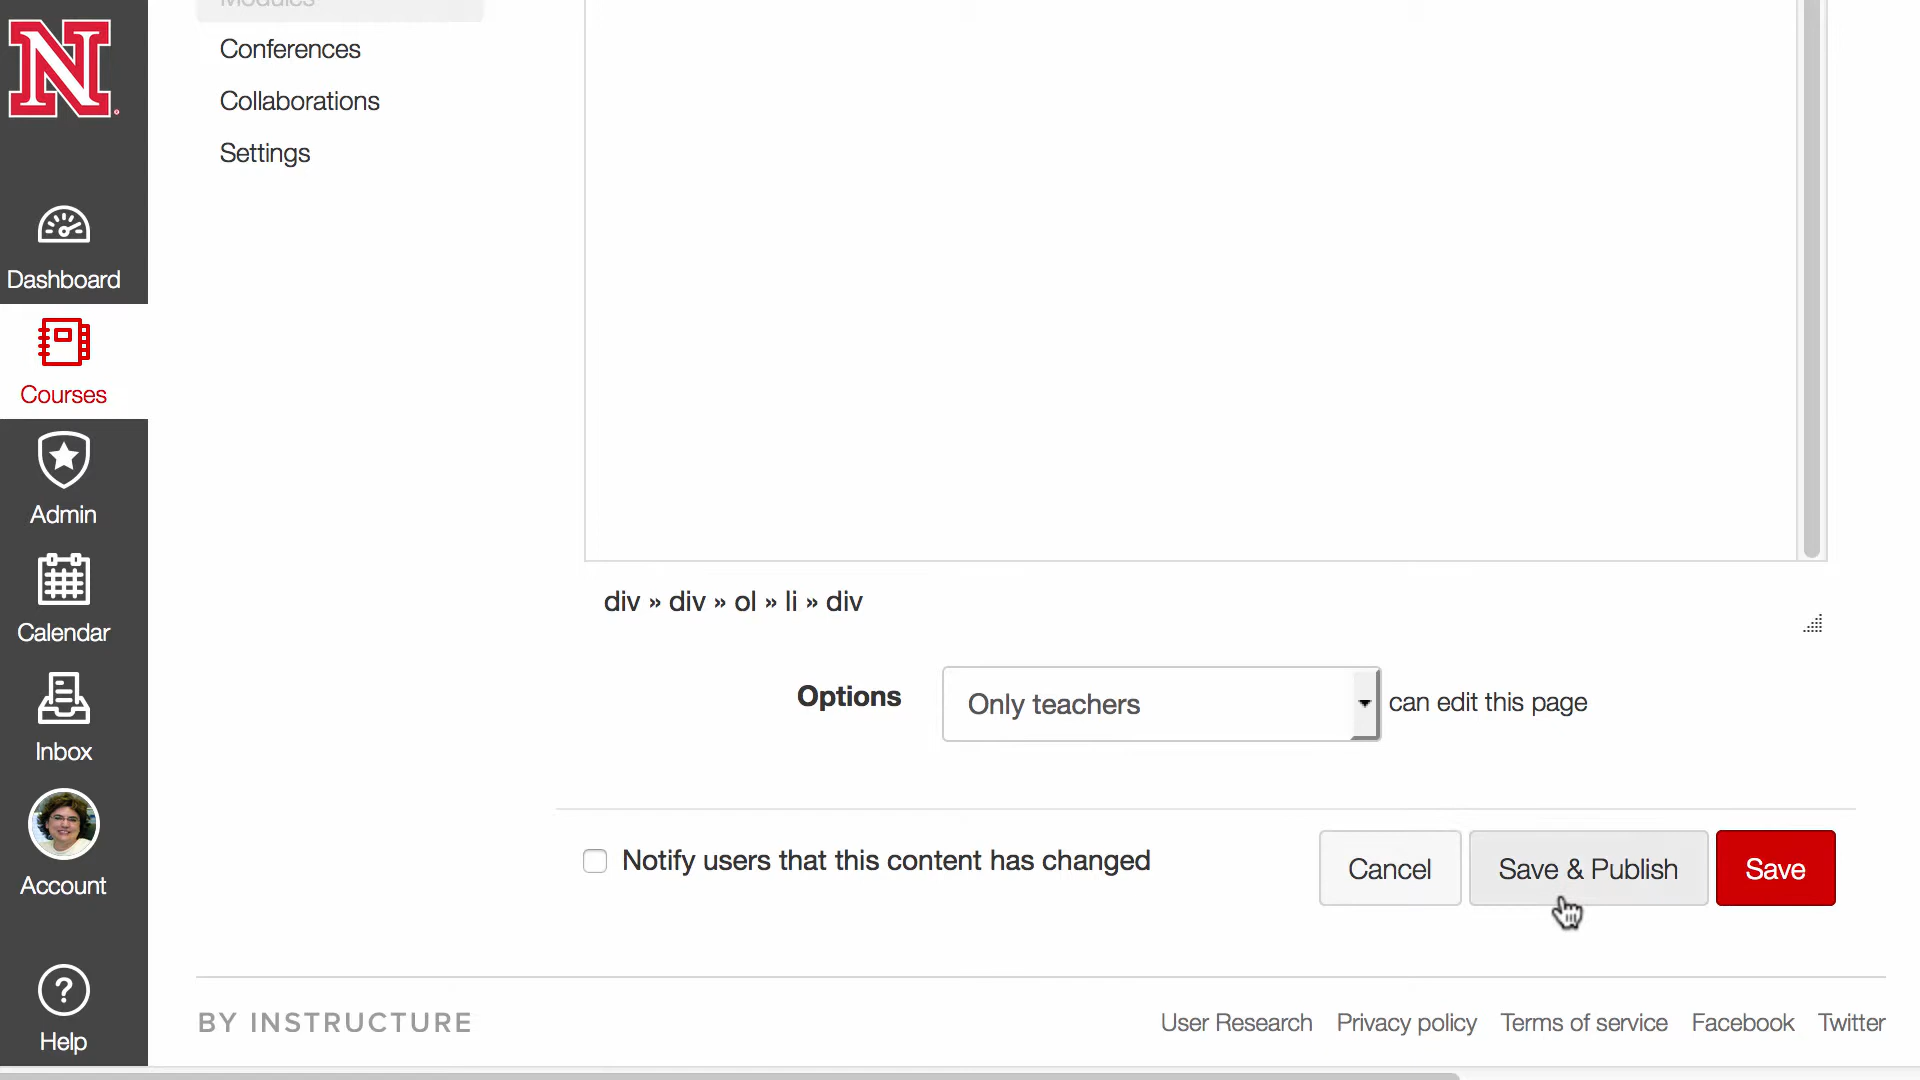 N
Modules
Conferences
Collaborations
Settings
Dashboard
Courses
Admin
Calendar
Inbox
Account
Help
div » div » ol » li » div
Options
Only teachers
can edit this page
Notify users that this content has changed
Cancel
Save & Publish
Save
BY INSTRUCTURE
User Research
Privacy policy
Terms of service
Facebook
Twitter